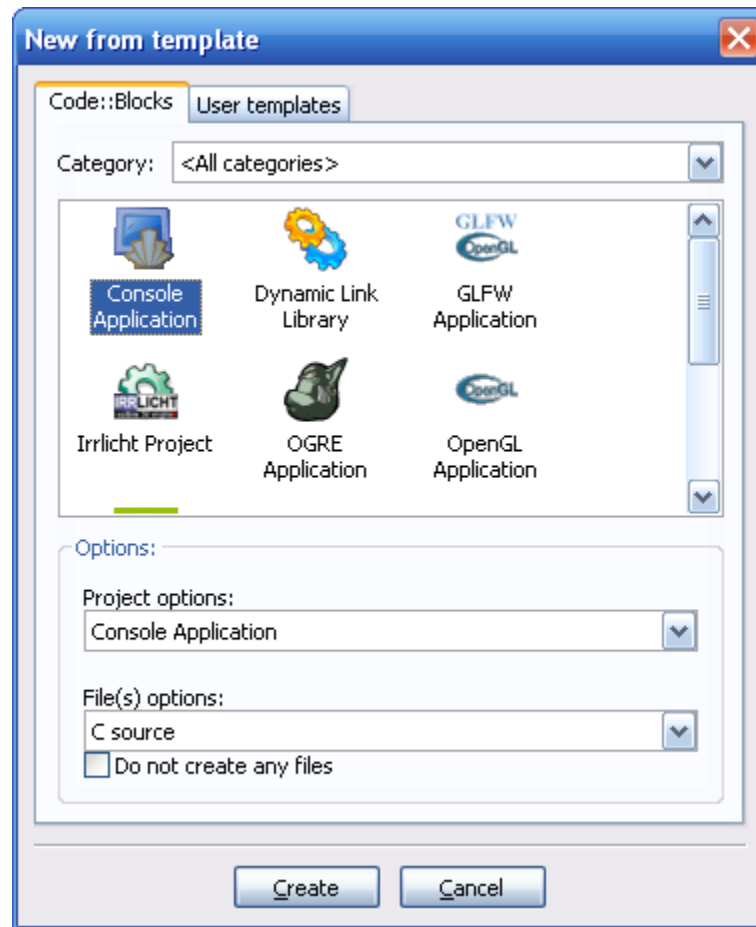 New from template
Code::Blocks User templates
Category: <All categories>
GLFW
OpenGL
Console
Application
Dynamic Link
Library
GLFW
Application
IRRLICHT
OpenGL
Irrlicht Project
OGRE
Application
OpenGL
Application
Options:
Project options:
Console Application
File(s) options:
C source
Do not create any files
Create Cancel